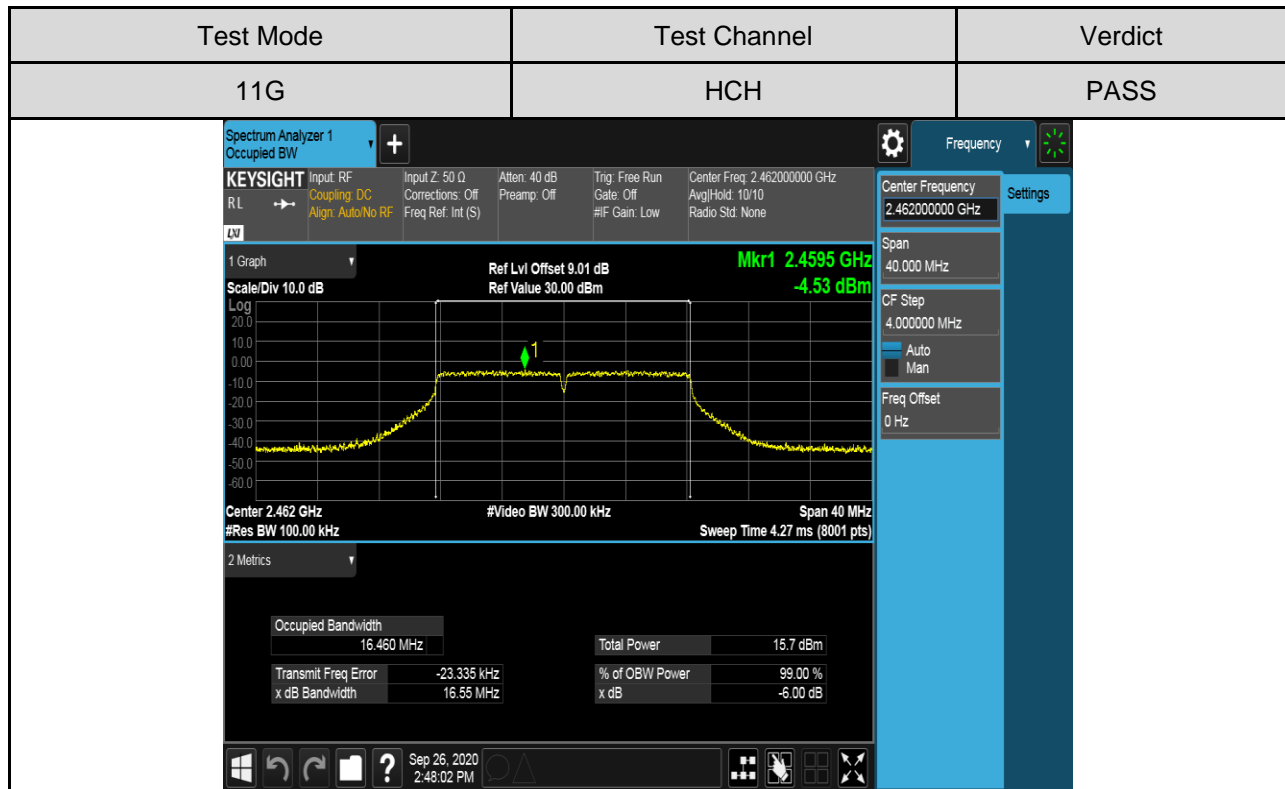 Test Mode Test Channel Verdict
11G HCH PASS
Spectrum Analyzer 1
Occupied BW
+
Frequency
KEYSIGHT
RL
LXI
Input: RF
Coupling: DC
Align: Auto/No RF
Input Z: 50 Ω
Corrections: Off
Freq Ref: Int (S)
Atten: 40 dB
Preamp: Off
Trig: Free Run
Gate: Off
#IF Gain: Low
Center Freq: 2.462000000 GHz
Avg|Hold: 10/10
Radio Std: None
Center Frequency
2.462000000 GHz
Settings
Span
40.000 MHz
CF Step
4.000000 MHz
Auto
Man
Freq Offset
0 Hz
1 Graph
Scale/Div 10.0 dB
Ref Lvl Offset 9.01 dB
Ref Value 30.00 dBm
Mkr1 2.4595 GHz
-4.53 dBm
Log
20.0
10.0
0.00
-10.0
-20.0
-30.0
-40.0
-50.0
-60.0
1
Center 2.462 GHz #Video BW 300.00 kHz Span 40 MHz
#Res BW 100.00 kHz Sweep Time 4.27 ms (8001 pts)
2 Metrics
Occupied Bandwidth
16.460 MHz
Total Power 15.7 dBm
Transmit Freq Error -23.335 kHz
% of OBW Power 99.00 %
x dB Bandwidth 16.55 MHz
x dB -6.00 dB
?
Sep 26, 2020
2:48:02 PM